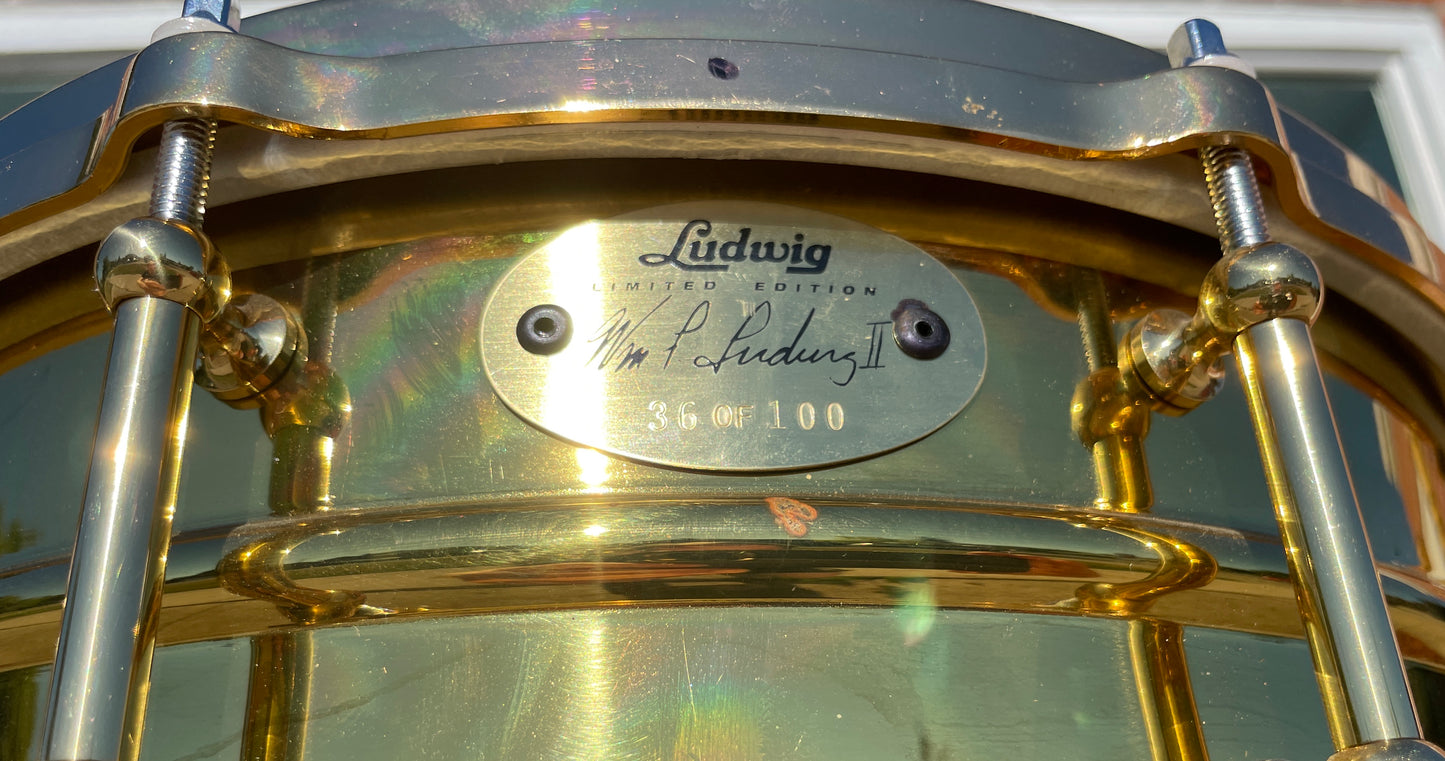 Ludwig
LIMITED EDITION
Wm P Ludwig II
36 OF 100